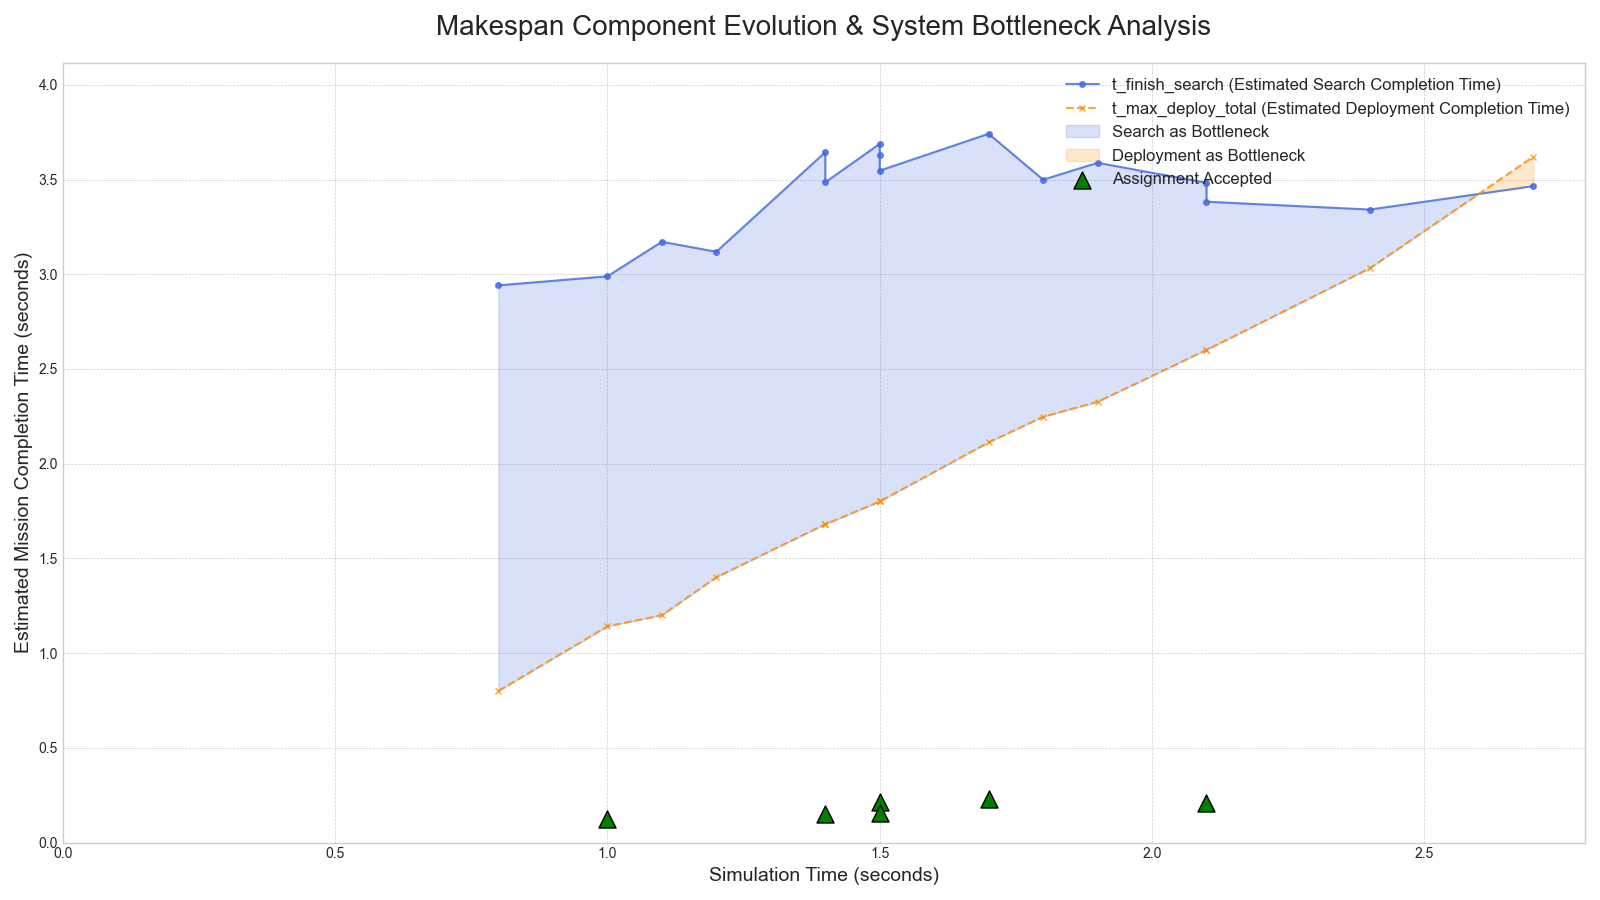 Makespan Component Evolution & System Bottleneck Analysis
t_finish_search (Estimated Search Completion Time)
t_max_deploy_total (Estimated Deployment Completion Time)
Search as Bottleneck
Deployment as Bottleneck
Assignment Accepted
Estimated Mission Completion Time (seconds)
4.0
3.5
3.0
2.5
2.0
1.5
1.0
0.5
0.0
0.0 0.5 1.0 1.5 2.0 2.5
Simulation Time (seconds)